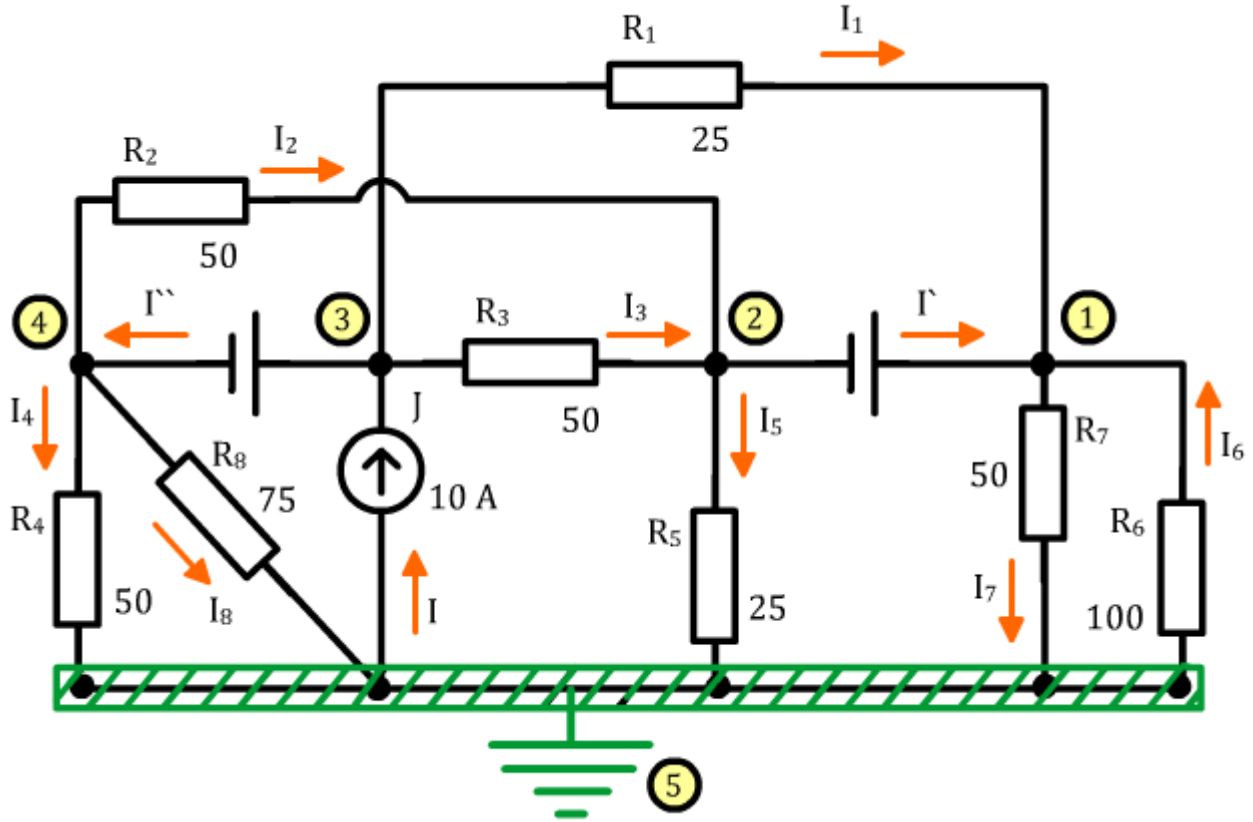 I₁
R₁
25
I₂
R₂
50
I``
4
3
R₃
I₃
2
I`
1
50
J
I₄
R₈
75
10 A
I₅
R₇
50
I₆
R₄
50
I₈
I
R₅
25
I₇
R₆
100
5